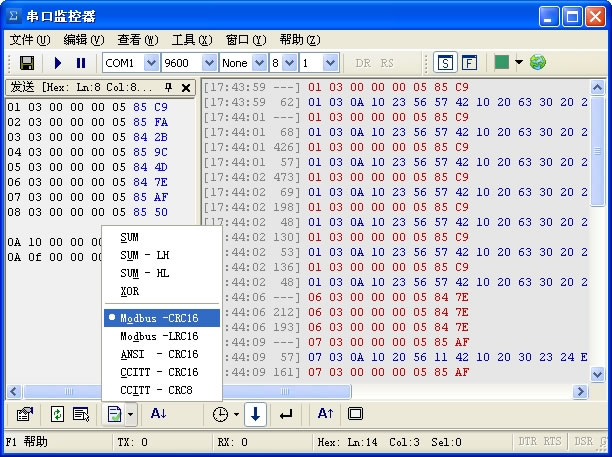 串口监控器
文件(U) 编辑(V) 查看(W) 工具(X) 窗口(Y) 帮助(Z)
COM1 9600 None 8 1 DR RS S F
发送 [Hex: Ln:8 Col:8...
01 03 00 00 00 05 85 C9
02 03 00 00 00 05 85 FA
03 03 00 00 00 05 84 2B
04 03 00 00 00 05 85 9C
05 03 00 00 00 05 84 4D
06 03 00 00 00 05 84 7E
07 03 00 00 00 05 85 AF
08 03 00 00 00 05 85 50
0A 10 00 00 0
0A 0f 00 00 0
[17:43:59 ---] 01 03 00 00 00 05 85 C9
[17:43:59 62] 01 03 0A 10 23 56 57 42 10 20 63 30 20 2
[17:44:01 ---] 01 03 00 00 00 05 85 C9
[17:44:01 68] 01 03 0A 10 23 56 57 42 10 20 63 30 20 2
[17:44:01 426] 01 03 00 00 00 05 85 C9
[17:44:01 57] 01 03 0A 10 23 56 57 42 10 20 63 30 20 2
[17:44:02 473] 01 03 00 00 00 05 85 C9
[17:44:02 69] 01 03 0A 10 23 56 57 42 10 20 63 30 20 2
[17:44:02 198] 01 03 00 00 00 05 85 C9
:44:02 48] 01 03 0A 10 23 56 57 42 10 20 63 30 20 2
:44:02 130] 01 03 00 00 00 05 85 C9
:44:02 53] 01 03 0A 10 23 56 57 42 10 20 63 30 20 2
:44:02 136] 01 03 00 00 00 05 85 C9
:44:02 48] 01 03 0A 10 23 56 57 42 10 20 63 30 20 2
:44:06 ---] 06 03 00 00 00 05 84 7E
:44:06 212] 06 03 00 00 00 05 84 7E
:44:06 193] 06 03 00 00 00 05 84 7E
:44:09 ---] 07 03 00 00 00 05 85 AF
:44:09 57] 07 03 0A 10 20 56 11 42 10 20 30 23 24 E
:44:09 161] 07 03 00 00 00 05 85 AF
SUM
SUM - LH
SUM - HL
XOR
Modbus -CRC16
Modbus -LRC16
ANSI - CRC16
CCITT - CRC16
CCITT - CRC8
F1 帮助 TX: 0 RX: 0 Hex: Ln:14 Col:3 Sel:0 DTR RTS DSR